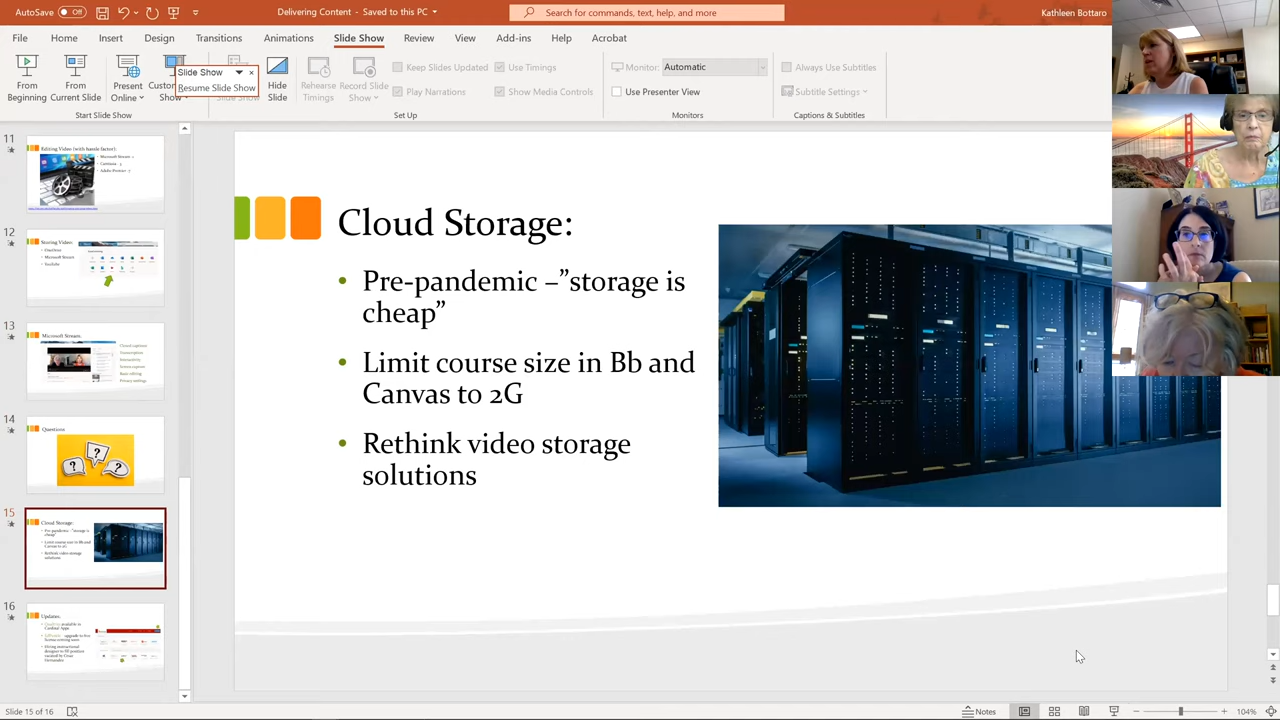 AutoSave Off Delivering Content - Saved to this PC Search for commands, text, help, and more Kathleen Bottaro
File Home Insert Design Transitions Animations Slide Show Review View Add-ins Help Acrobat
From Beginning
From Current Slide
Present Online
Custom Show
Slide Show
Resume Slide Show
Hide Slide
Rehearse Timings
Record Slide Show
Keep Slides Updated
Play Narrations
Use Timings
Show Media Controls
Monitor: Automatic
Use Presenter View
Always Use Subtitles
Subtitle Settings
Start Slide Show Set Up Monitors Captions & Subtitles
11
Editing Video (with hassle factor):
12
Storing Video:
OneDrive
Microsoft Stream
YouTube
13
Microsoft Stream:
Closed captions
Transcription
Interactivity
Screen capture
Basic editing
Privacy settings
14
Questions
15
Cloud Storage:
Pre-pandemic –"storage is
cheap"
Limit course size in Bb and
Canvas to 2G
Rethink video storage
solutions
16
Updates:
Cloud Storage:
• Pre-pandemic –”storage is
cheap”
• Limit course size in Bb and
Canvas to 2G
• Rethink video storage
solutions
Slide 15 of 16 Notes 104%